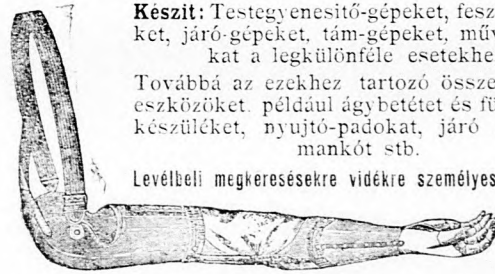 Készit: Testegyenesitő-gépeket, fesz
ket, járó-gépeket, tám-gépeket, műv
kat a legkülönféle esetekhe
Továbbá az ezekhez tartozó össze
eszközöket. például ágybetétet és fü
készüléket, nyujtó-padokat, járó
mankót stb.
Levélbeli megkeresésekre vidékre személyes